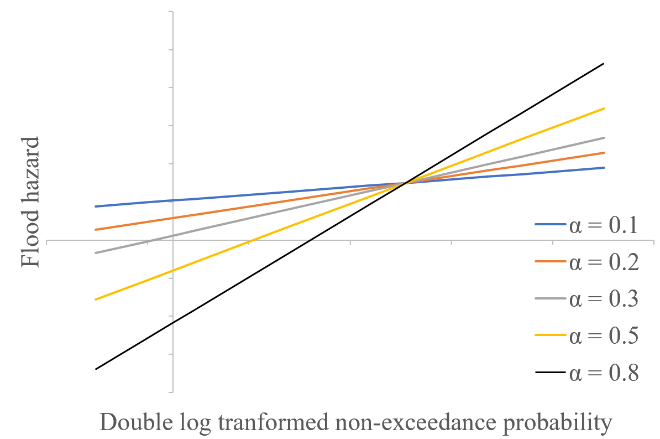 Flood hazard
α = 0.1
α = 0.2
α = 0.3
α = 0.5
α = 0.8
Double log tranformed non-exceedance probability